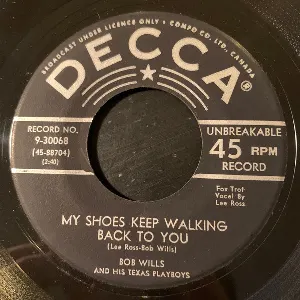 BROADCAST UNDER LICENCE ONLY • COMPO CO. LTD., CANADA
DECCA®
RECORD NO.
9-30068
(45-88704)
(2:40)
UNBREAKABLE
45 RPM
RECORD
Fox Trot
Vocal By
Lee Ross
MY SHOES KEEP WALKING
BACK TO YOU
(Lee Ross-Bob Wills)
BOB WILLS
AND HIS TEXAS PLAYBOYS